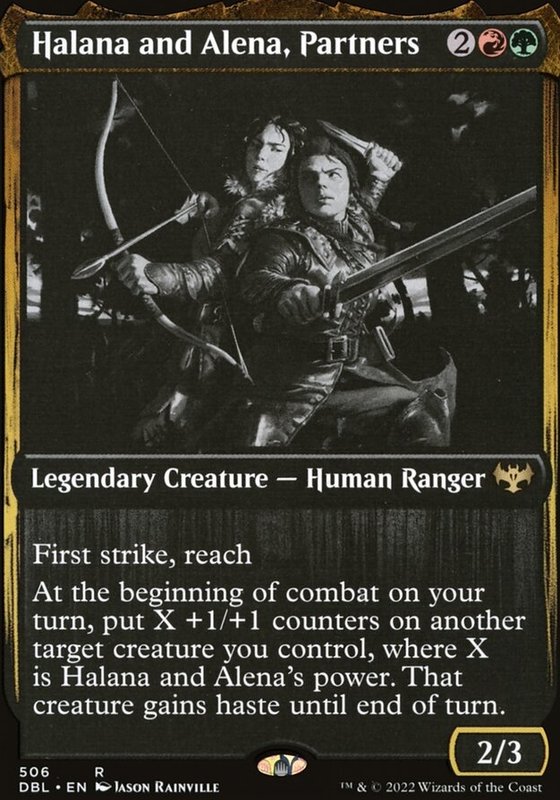 Halana and Alena, Partners 2
Legendary Creature — Human Ranger
First strike, reach
At the beginning of combat on your
turn, put X +1/+1 counters on another
target creature you control, where X
is Halana and Alena's power. That
creature gains haste until end of turn.
2/3
506 R
DBL • EN Jason Rainville
™ & © 2022 Wizards of the Coast